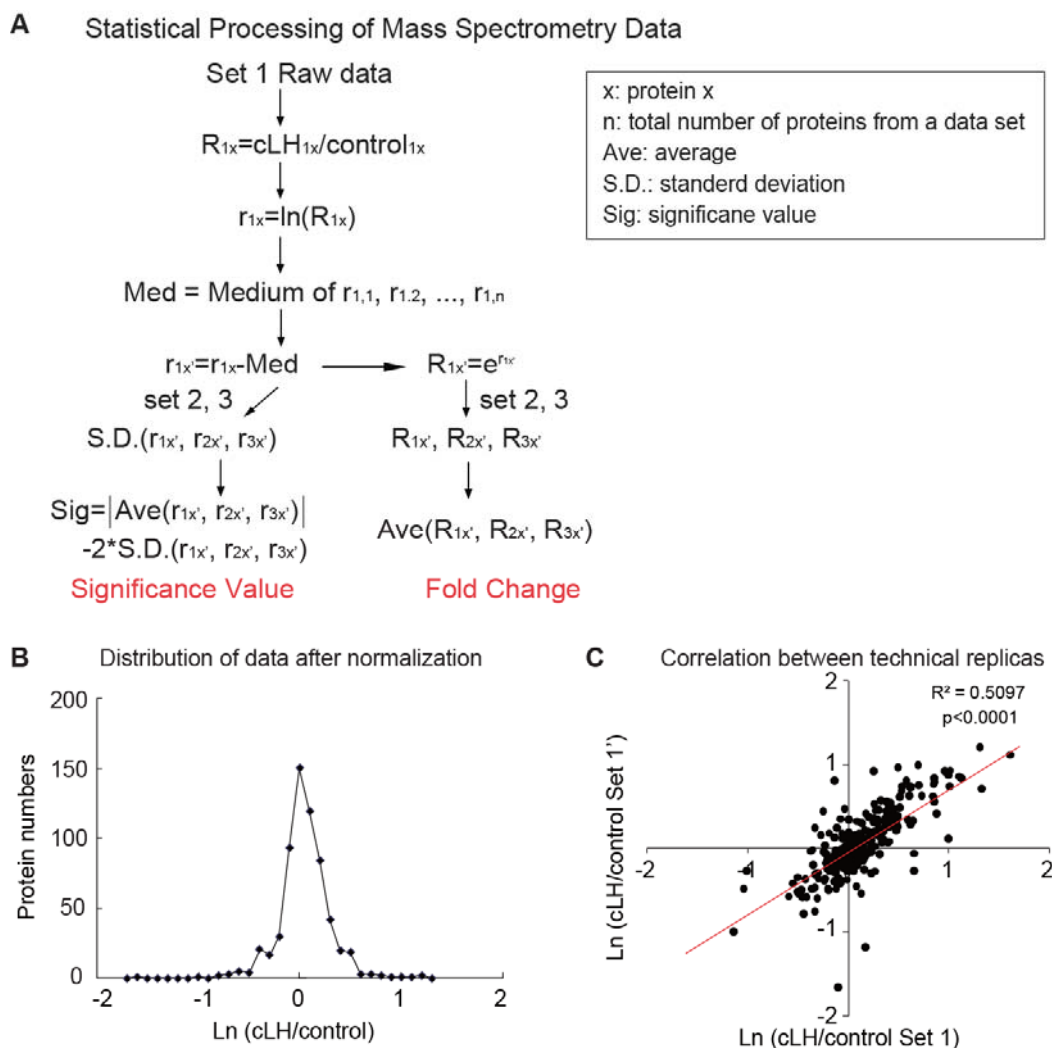 A
Statistical Processing of Mass Spectrometry Data
Set 1 Raw data
R1x=cLH1x/control1x
r1x=ln(R1x)
Med = Medium of r1,1, r1.2, ..., r1,n
r1x'=r1x-Med
R1x'=er1x'
set 2, 3
set 2, 3
S.D.(r1x', r2x', r3x')
R1x', R2x', R3x'
Sig=|Ave(r1x', r2x', r3x')|
-2*S.D.(r1x', r2x', r3x')
Ave(R1x', R2x', R3x')
Significance Value
Fold Change
x: protein x
n: total number of proteins from a data set
Ave: average
S.D.: standerd deviation
Sig: significane value
B
Distribution of data after normalization
Protein numbers
200
150
100
50
0
-2
-1
0
1
2
Ln (cLH/control)
C
Correlation between technical replicas
R² = 0.5097
p<0.0001
Ln (cLH/control Set 1')
2
1
-1
-2
-2
-1
0
1
2
Ln (cLH/control Set 1)